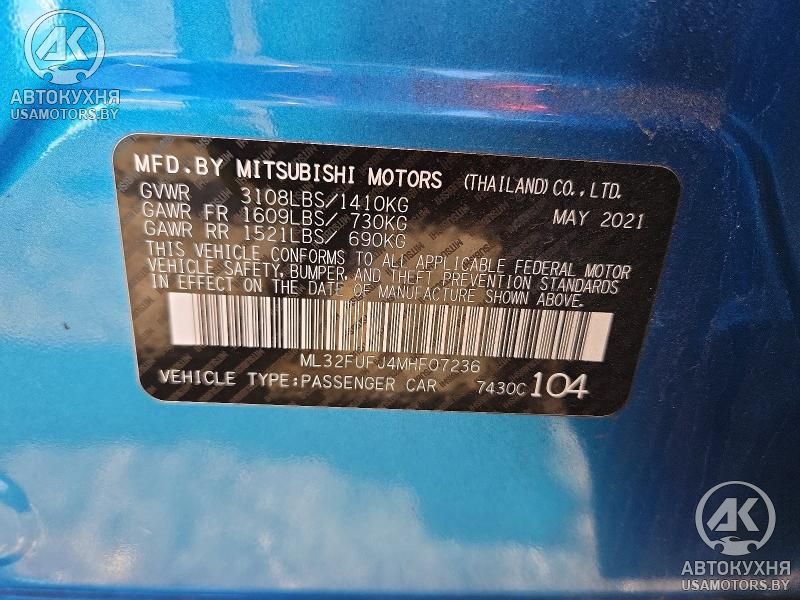 АК
АВТОКУХНЯ
USAMOTORS.BY
MFD.BY MITSUBISHI MOTORS (THAILAND) CO., LTD.
GVWR 3108LBS/1410KG MAY 2021
GAWR FR 1609LBS/ 730KG
GAWR RR 1521LBS/ 690KG
THIS VEHICLE CONFORMS TO ALL APPLICABLE FEDERAL MOTOR
VEHICLE SAFETY, BUMPER, AND THEFT PREVENTION STANDARDS
IN EFFECT ON THE DATE OF MANUFACTURE SHOWN ABOVE.
ML32FUFJ4MHF07236
VEHICLE TYPE:PASSENGER CAR 7430C 104
АК
АВТОКУХНЯ
USAMOTORS.BY